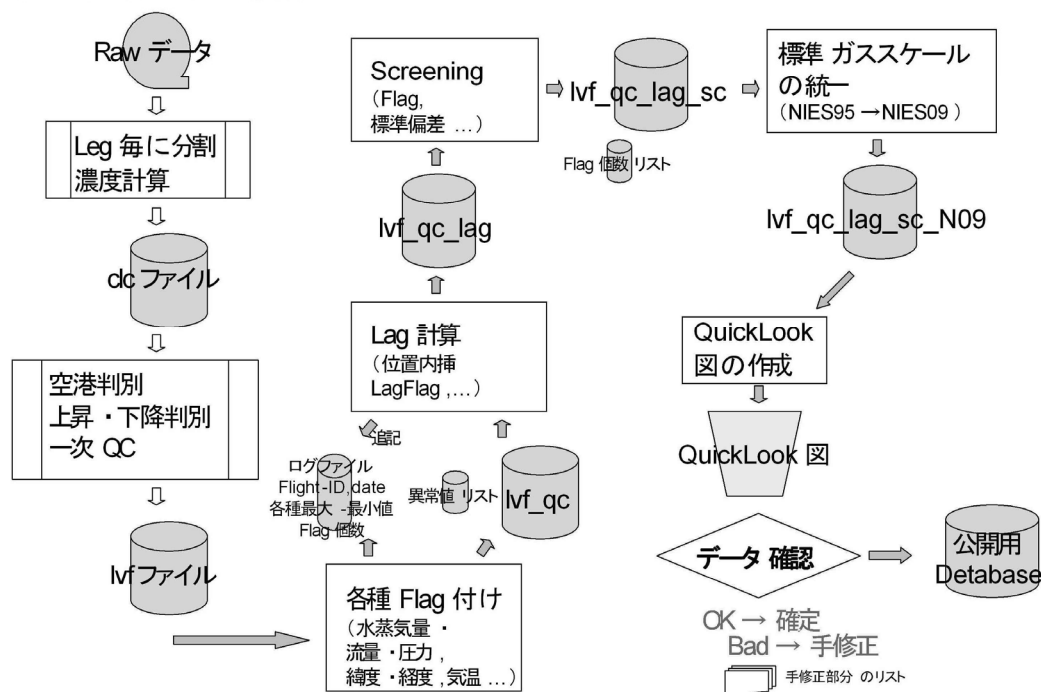 Raw データ
Leg 毎に分割
濃度計算
clc ファイル
空港判別
上昇・下降判別
一次 QC
lvf ファイル
各種 Flag 付け
(水蒸気量・
流量・圧力,
緯度・経度,気温 …)
ログファイル
Flight-ID,date
各種最大 -最小値
Flag 個数
追記
異常値 リスト
lvf_qc
Lag 計算
(位置内挿
LagFlag ,…)
lvf_qc_lag
Screening
(Flag,
標準偏差 …)
lvf_qc_lag_sc
Flag 個数 リスト
標準 ガススケール
の統一
(NIES95 →NIES09 )
lvf_qc_lag_sc_N09
QuickLook
図の作成
QuickLook 図
データ 確認
公開用
Detabase
OK → 確定
Bad → 手修正
手修正部分 のリスト